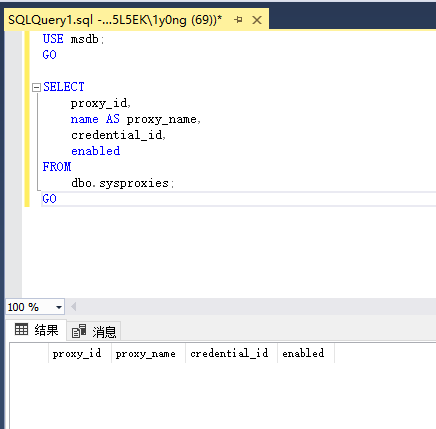 SQLQuery1.sql -...5L5EK\1y0ng (69))*
USE msdb;
GO
SELECT
proxy_id,
name AS proxy_name,
credential_id,
enabled
FROM
dbo.sysproxies;
GO
100 %
结果 消息
proxy_id proxy_name credential_id enabled